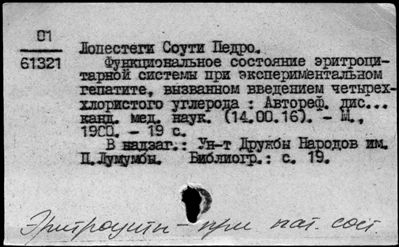 01
61321
Лопестеги Соути Педро.
Функциональное состояние эритроци-
тарной системы при экспериментальном
гепатите, вызванном введением четырех-
хлористого углерода : Автореф. дис...
канд. мед. наук. (14.00.16). - М.,
1980. - 19 с.
В надзаг.: Ун-т Дружбы Народов им.
П.Лумумбы. Библиогр.: с. 19.
Эритроциты - при пат. сост